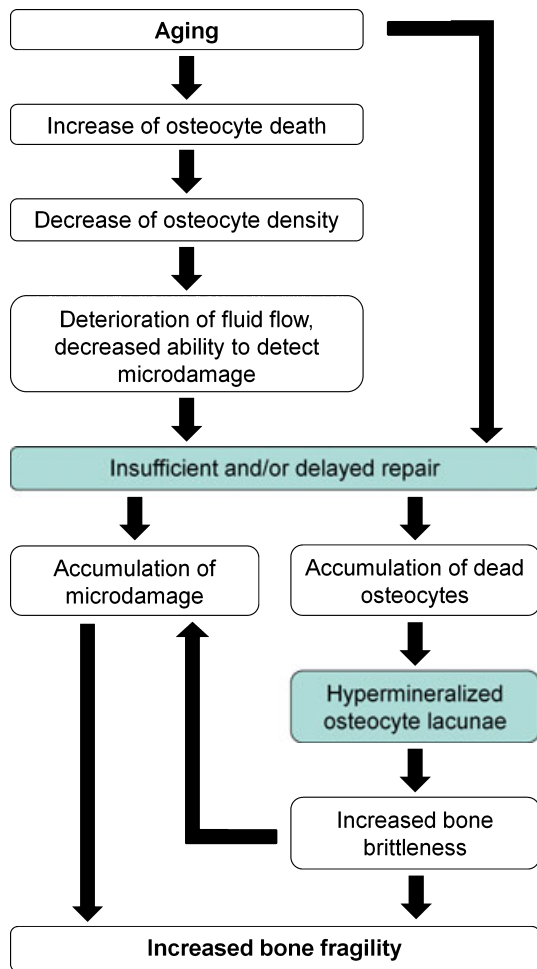 Aging
Increase of osteocyte death
Decrease of osteocyte density
Deterioration of fluid flow,
decreased ability to detect
microdamage
Insufficient and/or delayed repair
Accumulation of
microdamage
Accumulation of dead
osteocytes
Hypermineralized
osteocyte lacunae
Increased bone
brittleness
Increased bone fragility